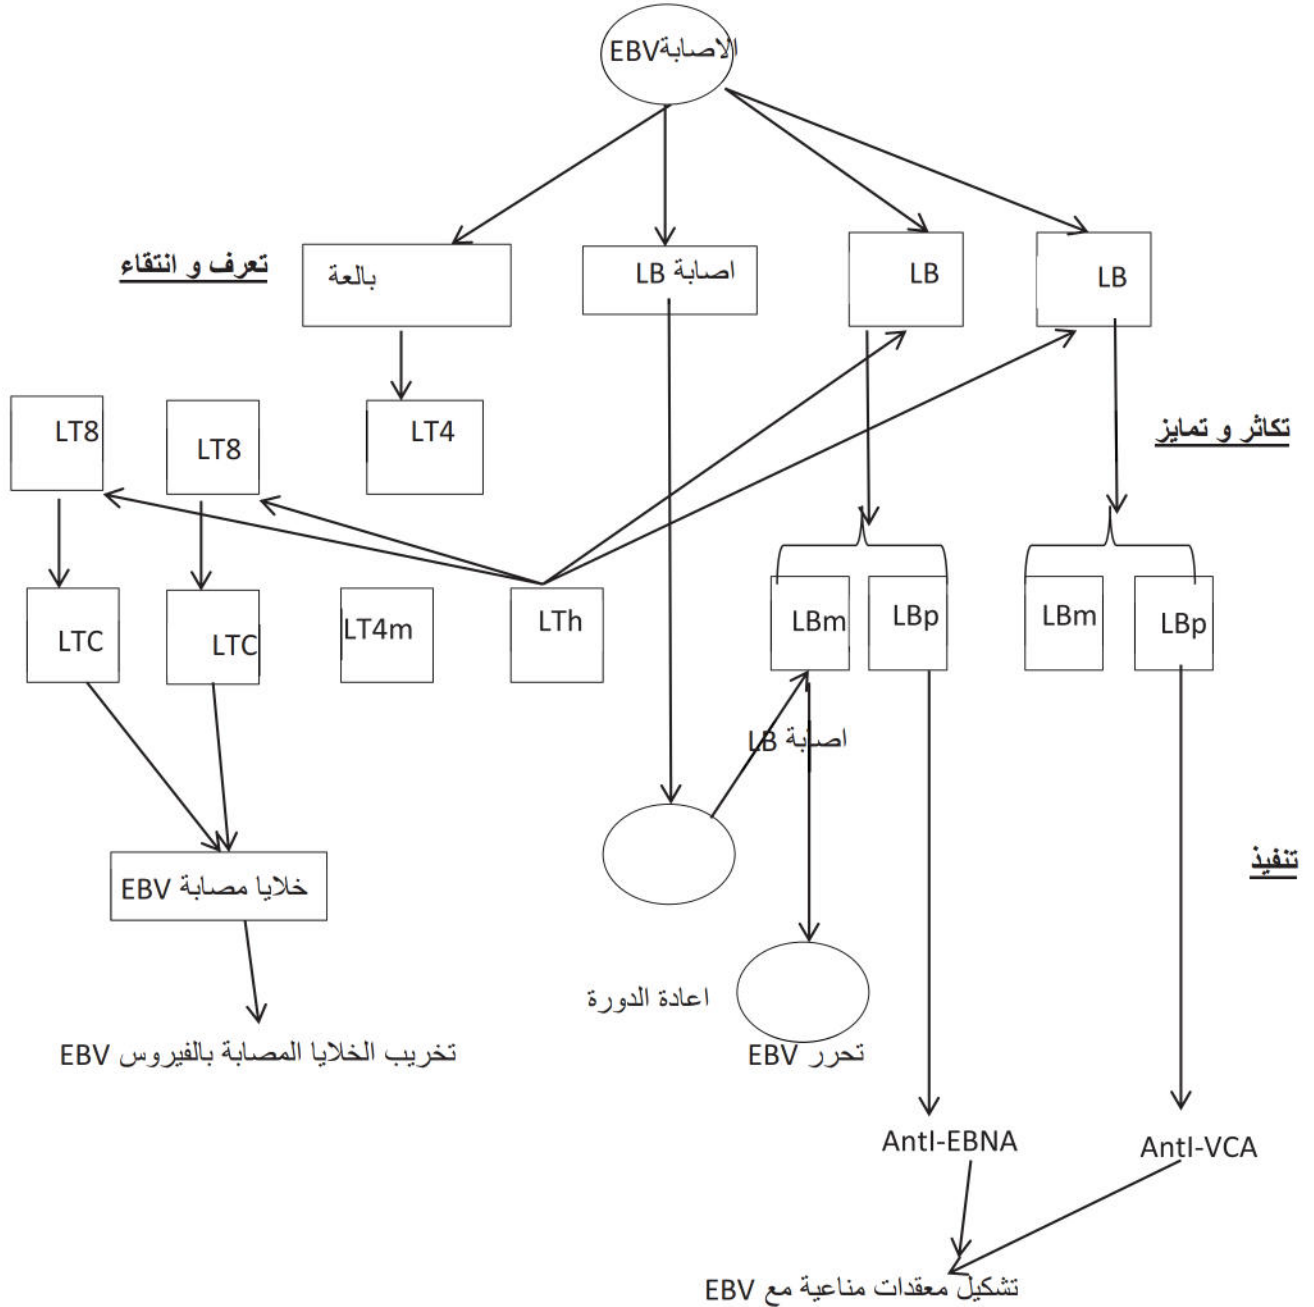 الاصابةEBV
تعرف و انتقاء
بالعة
اصابة LB
LB
LB
LT8
LT8
LT4
تكاثر و تمايز
LTC
LTC
LT4m
LTh
LBm
LBp
LBm
LBp
اصابة LB
خلايا مصابة EBV
تنفيذ
اعادة الدورة
تخريب الخلايا المصابة بالفيروس EBV
تحرر EBV
AntI-EBNA
AntI-VCA
تشكيل معقدات مناعية مع EBV